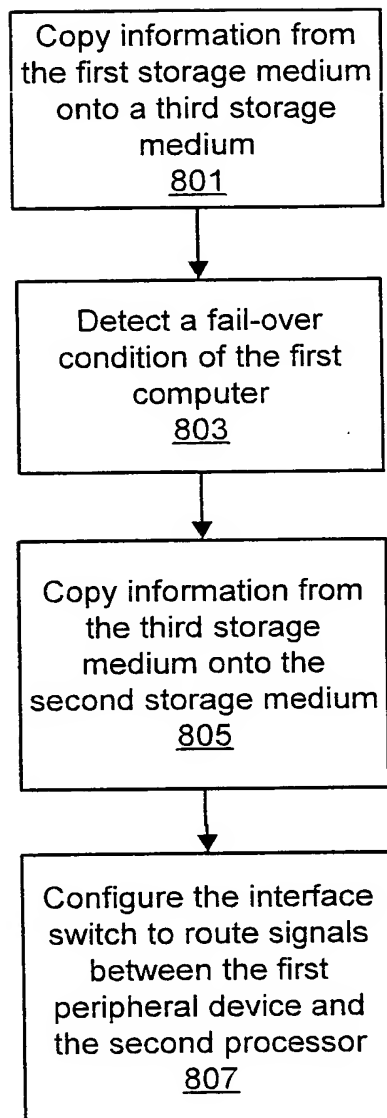 Copy information from
the first storage medium
onto a third storage
medium
801
Detect a fail-over
condition of the first
computer
803
Copy information from
the third storage
medium onto the
second storage medium
805
Configure the interface
switch to route signals
between the first
peripheral device and
the second processor
807